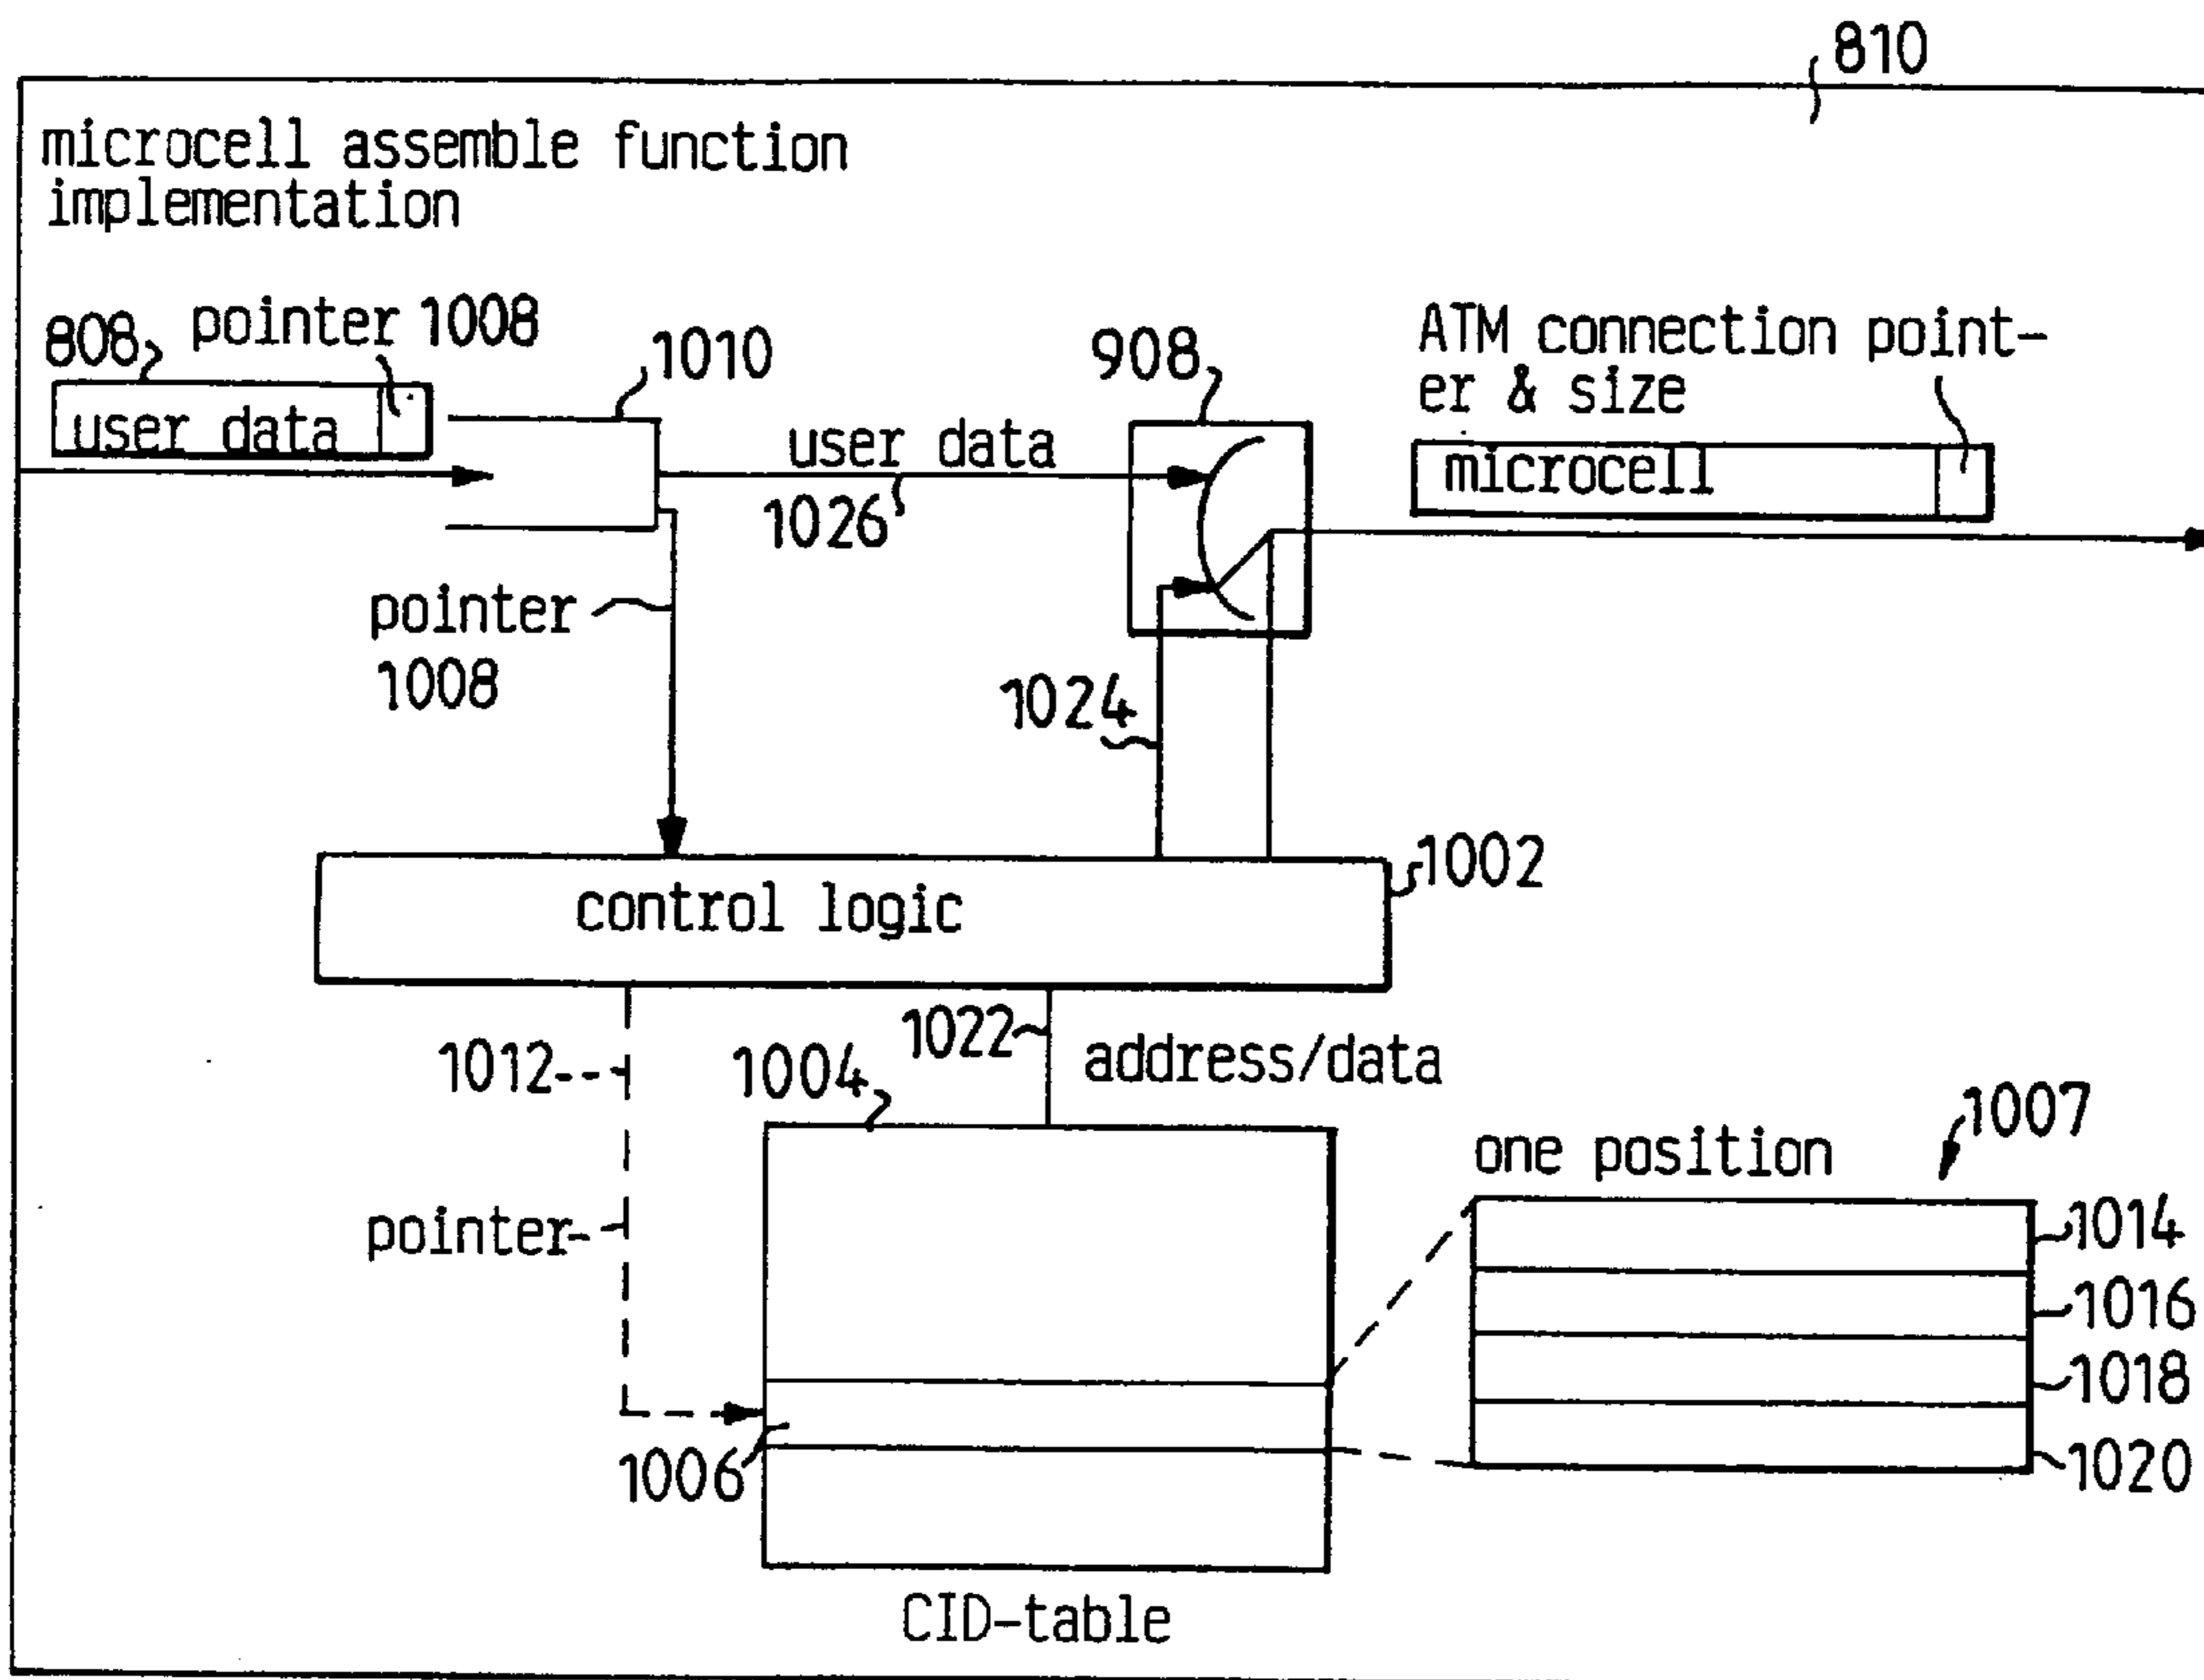 810
microcell assemble function
implementation
808
pointer 1008
1010
908
ATM connection point-
er & size
user data
user data
1026
microcell
pointer
1008
1024
1002
control logic
1012
1004
1022
address/data
1007
one position
pointer
1014
1016
1018
1020
1006
CID-table